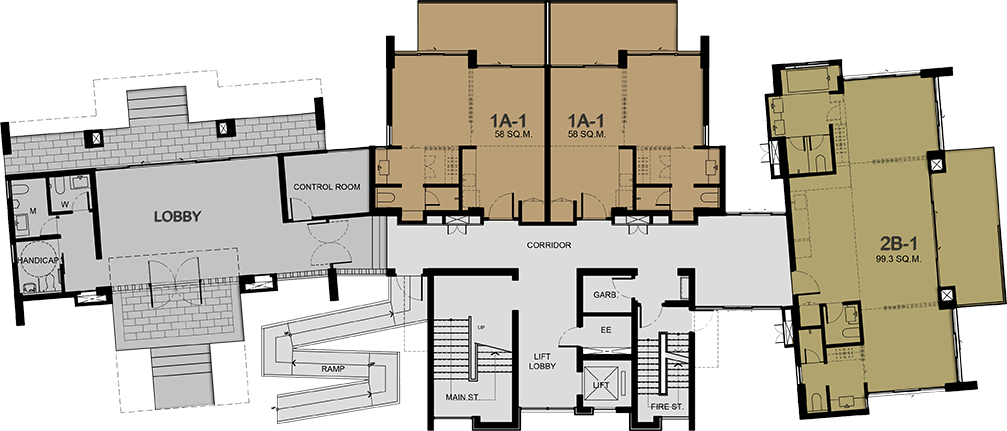 1A-1
58 SQ.M.
1A-1
58 SQ.M.
CONTROL ROOM
M
W
LOBBY
HANDICAP
CORRIDOR
2B-1
99.3 SQ.M.
GARB.
UP
EE
LIFT
LOBBY
RAMP
LIFT
MAIN ST.
FIRE ST.